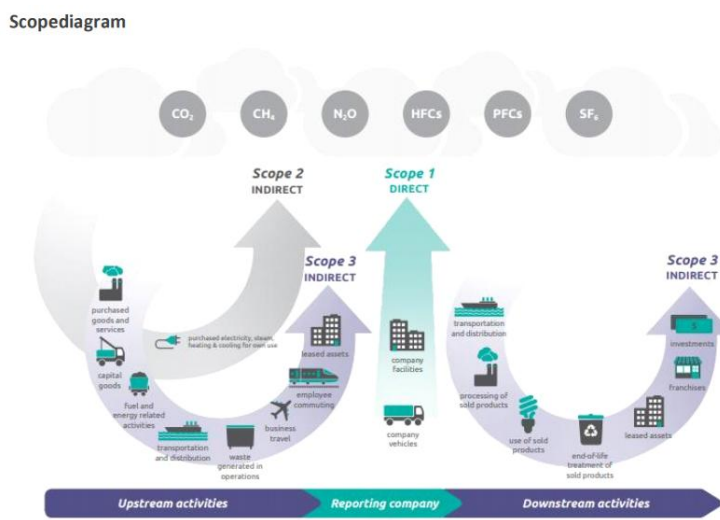 Scopediagram
CO₂
CH₄
N₂O
HFCs
PFCs
SF₆
Scope 2
INDIRECT
Scope 1
DIRECT
Scope 3
INDIRECT
Scope 3
INDIRECT
purchased
goods and
services
capital
goods
fuel and
energy related
activities
transportation
and distribution
waste
generated in
operations
business
travel
employee
commuting
leased assets
purchased electricity, steam,
heating & cooling for own use
company
facilities
company
vehicles
transportation
and distribution
processing of
sold products
use of sold
products
end-of-life
treatment of
sold products
leased assets
franchises
investments
$
Upstream activities
Reporting company
Downstream activities